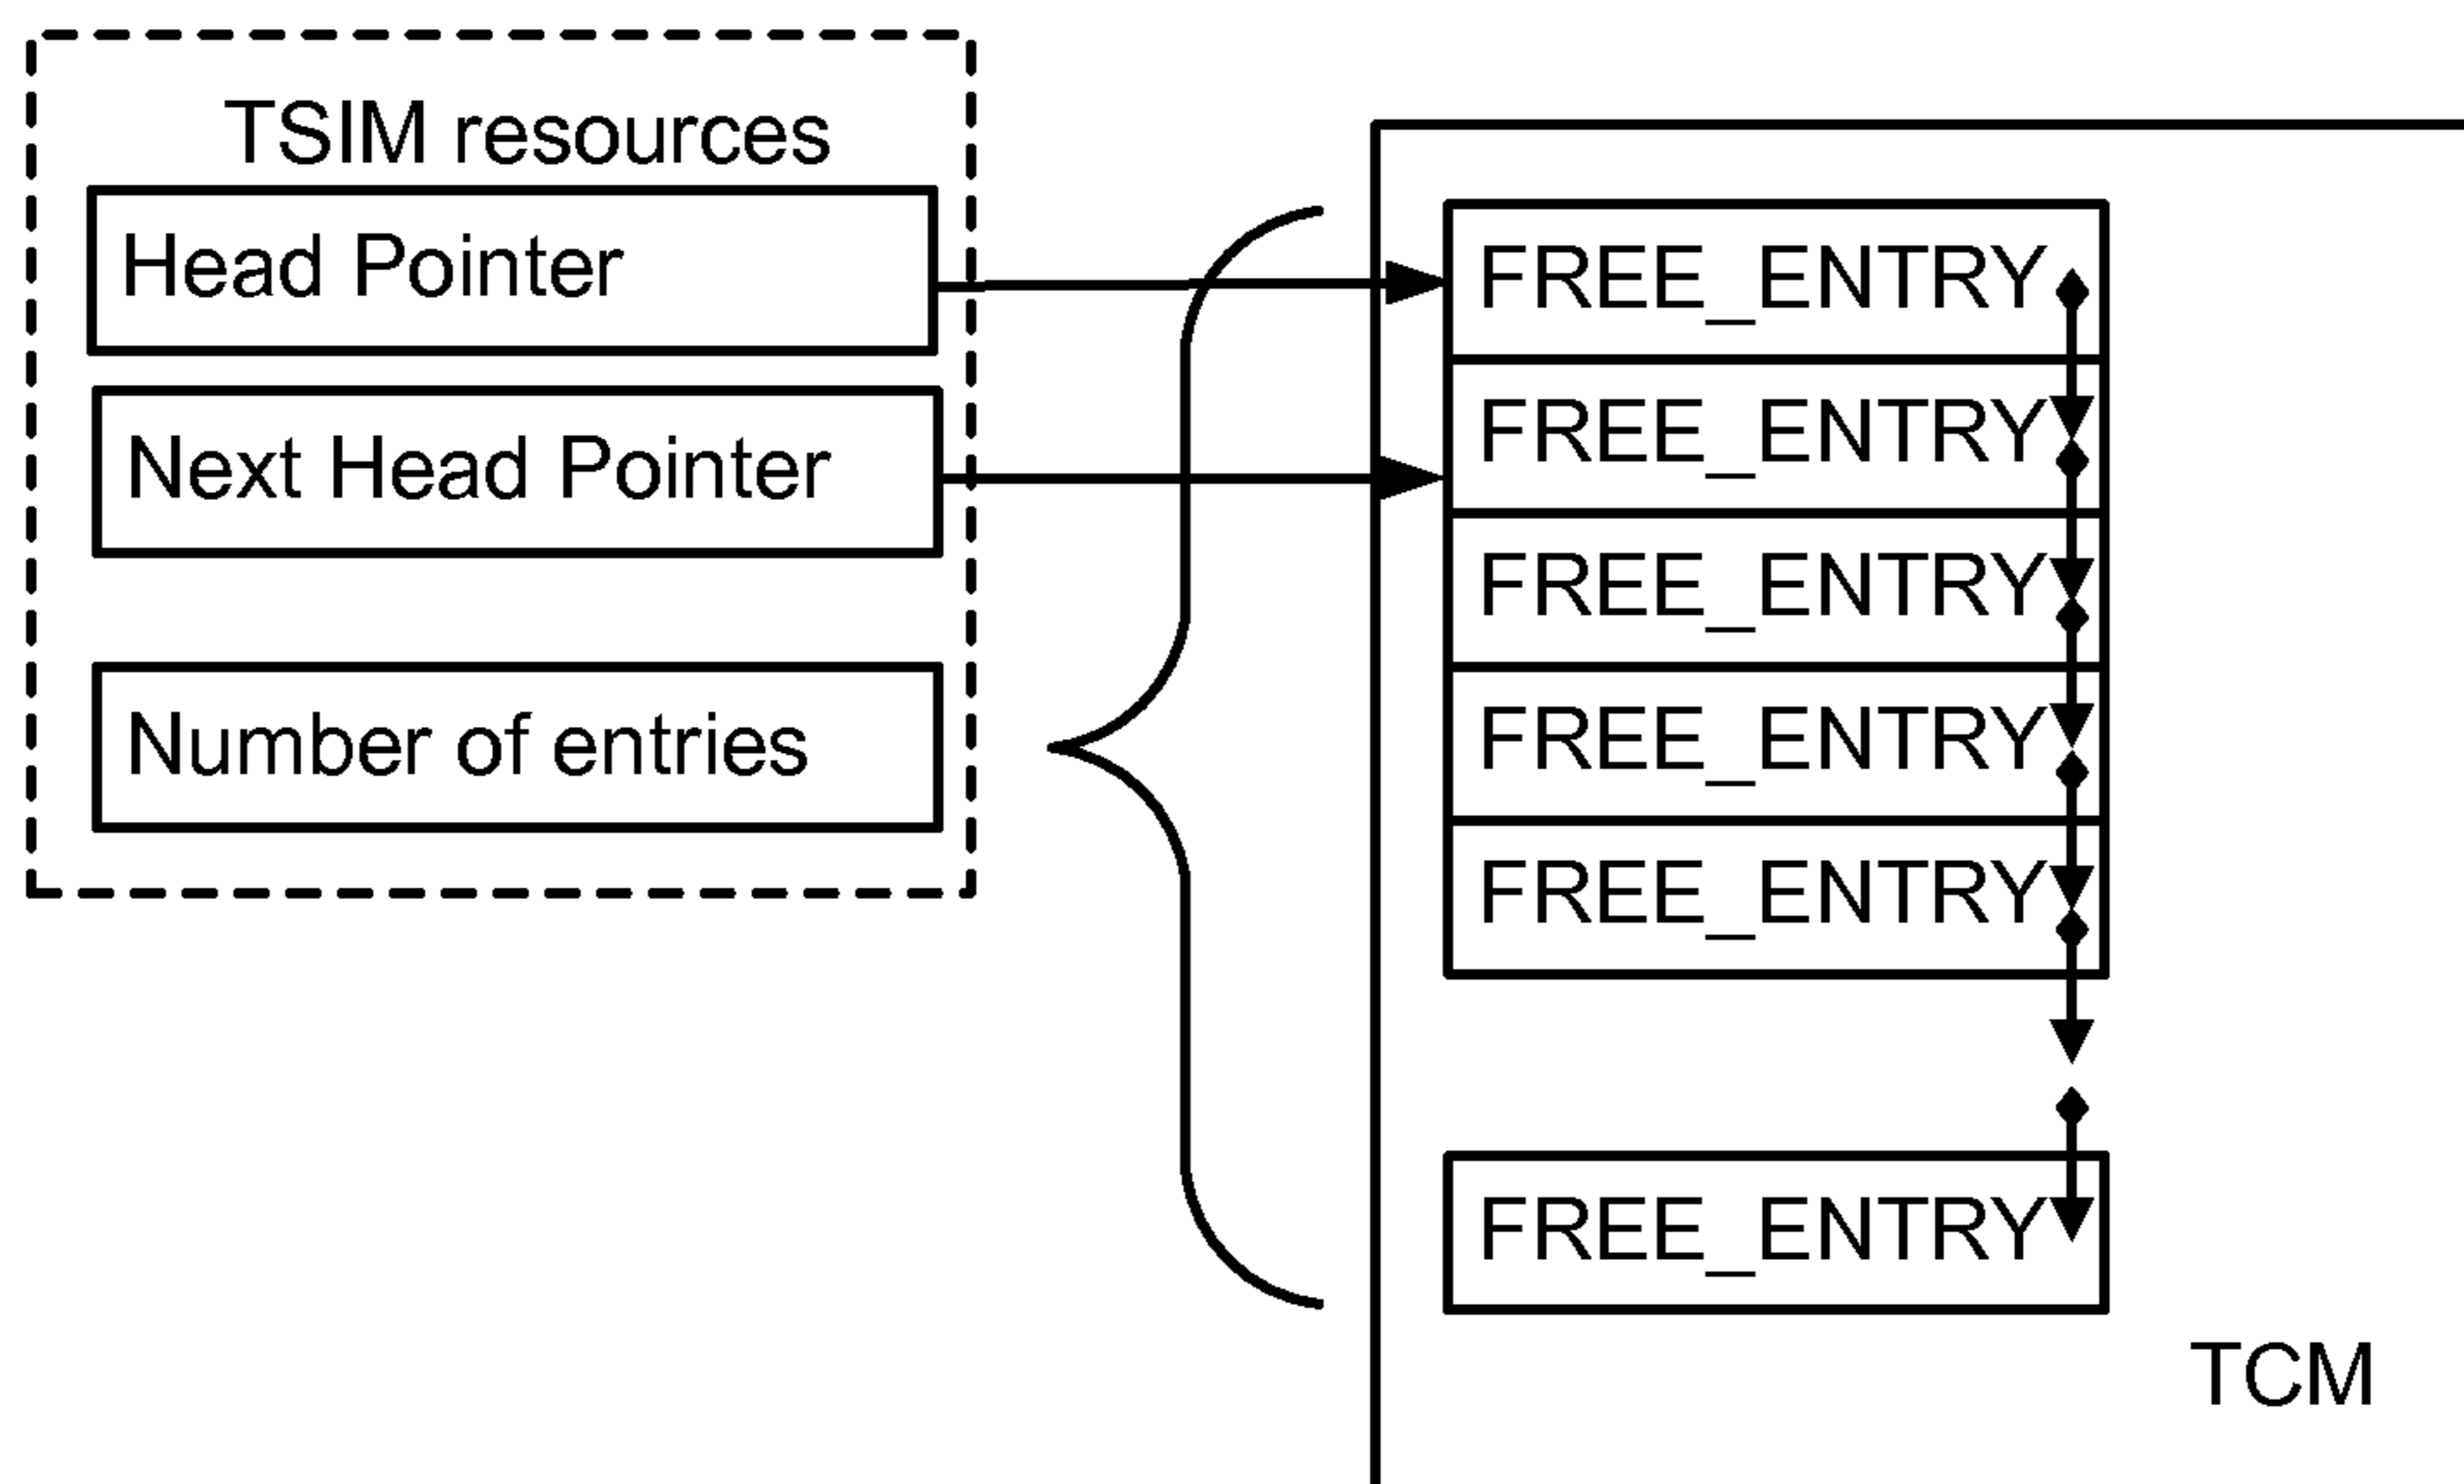 TSIM resources
Head Pointer
Next Head Pointer
Number of entries
FREE_ENTRY
FREE_ENTRY
FREE_ENTRY
FREE_ENTRY
FREE_ENTRY
FREE_ENTRY
TCM